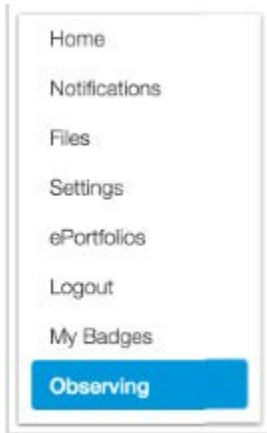 Home
Notifications
Files
Settings
ePortfolios
Logout
My Badges
Observing